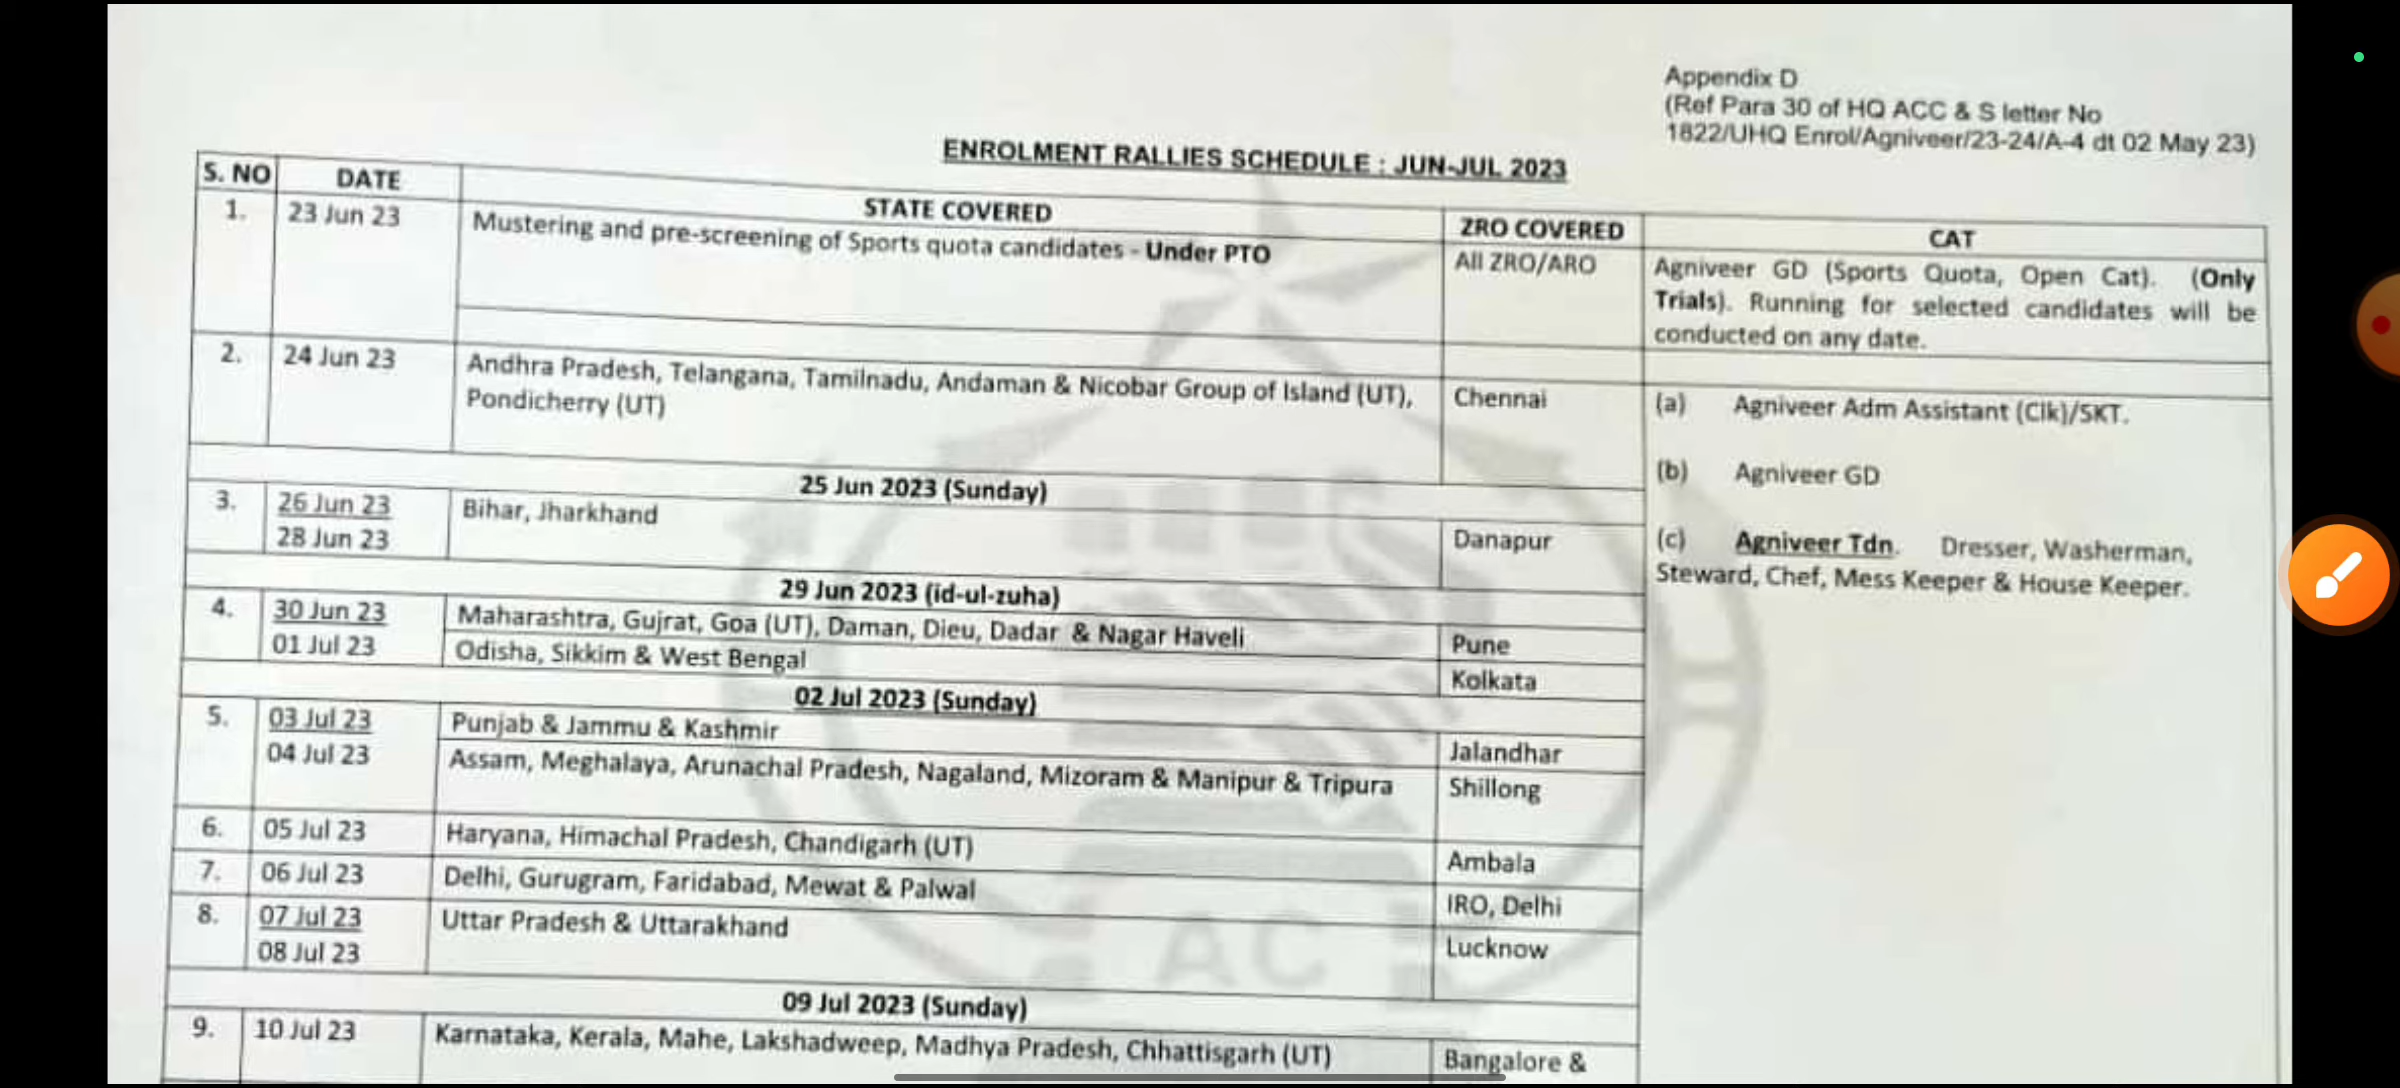 Appendix D
(Ref Para 30 of HQ ACC & S letter No
1822/UHQ Enrol/Agniveer/23-24/A-4 dt 02 May 23)
ENROLMENT RALLIES SCHEDULE : JUN-JUL 2023
S. NO DATE STATE COVERED ZRO COVERED CAT
1. 23 Jun 23 Mustering and pre-screening of Sports quota candidates - Under PTO All ZRO/ARO Agniveer GD (Sports Quota, Open Cat). (Only
Trials). Running for selected candidates will be
conducted on any date.
2. 24 Jun 23 Andhra Pradesh, Telangana, Tamilnadu, Andaman & Nicobar Group of Island (UT), Chennai (a) Agniveer Adm Assistant (Clk)/SKT.
Pondicherry (UT)
(b) Agniveer GD
25 Jun 2023 (Sunday)
3. 26 Jun 23 Bihar, Jharkhand Danapur (c) Agniveer Tdn. Dresser, Washerman,
28 Jun 23 Steward, Chef, Mess Keeper & House Keeper.
29 Jun 2023 (id-ul-zuha)
4. 30 Jun 23 Maharashtra, Gujrat, Goa (UT), Daman, Dieu, Dadar & Nagar Haveli Pune
01 Jul 23 Odisha, Sikkim & West Bengal Kolkata
02 Jul 2023 (Sunday)
5. 03 Jul 23 Punjab & Jammu & Kashmir Jalandhar
04 Jul 23 Assam, Meghalaya, Arunachal Pradesh, Nagaland, Mizoram & Manipur & Tripura Shillong
6. 05 Jul 23 Haryana, Himachal Pradesh, Chandigarh (UT) Ambala
7. 06 Jul 23 Delhi, Gurugram, Faridabad, Mewat & Palwal IRO, Delhi
8. 07 Jul 23 Uttar Pradesh & Uttarakhand Lucknow
08 Jul 23
AC
09 Jul 2023 (Sunday)
9. 10 Jul 23 Karnataka, Kerala, Mahe, Lakshadweep, Madhya Pradesh, Chhattisgarh (UT) Bangalore &